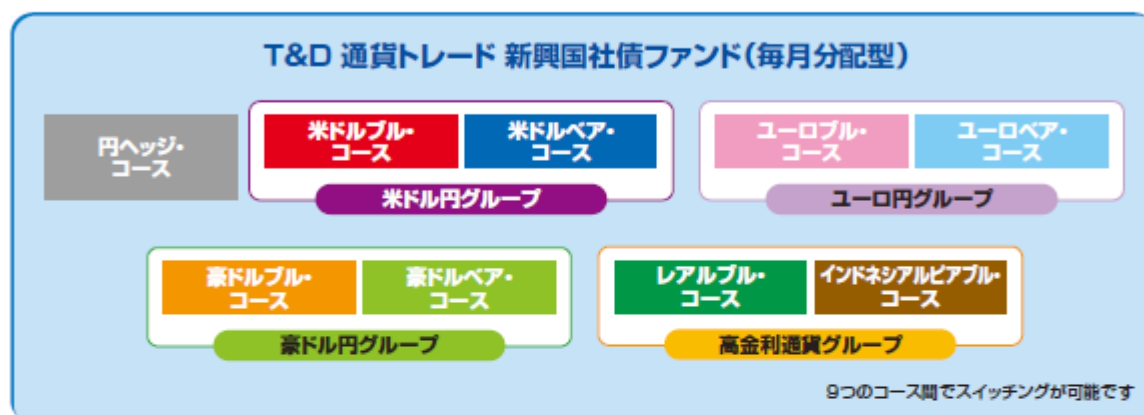 T&D 通貨トレード 新興国社債ファンド(毎月分配型)
円ヘッジ・
コース
米ドルブル・
コース
米ドルベア・
コース
米ドル円グループ
ユーロブル・
コース
ユーロベア・
コース
ユーロ円グループ
豪ドルブル・
コース
豪ドルベア・
コース
豪ドル円グループ
レアルブル・
コース
インドネシアルピアブル・
コース
高金利通貨グループ
9つのコース間でスイッチングが可能です